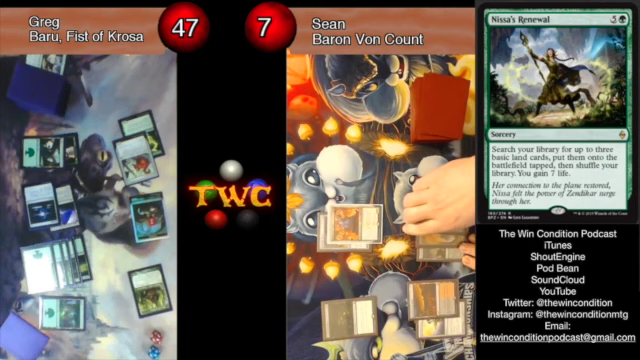 Greg
Baru, Fist of Krosa
47
7
Sean
Baron Von Count
TWC
Nissa's Renewal
5
Sorcery
Search your library for up to three
basic land cards, put them onto the
battlefield tapped, then shuffle your
library. You gain 7 life.
Her connection to the plane restored,
Nissa felt the power of Zendikar surge
through her.
The Win Condition Podcast
iTunes
ShoutEngine
Pod Bean
SoundCloud
YouTube
Twitter: @thewincondition
Instagram: @thewinconditionmtg
Email:
thewinconditionpodcast@gmail.com